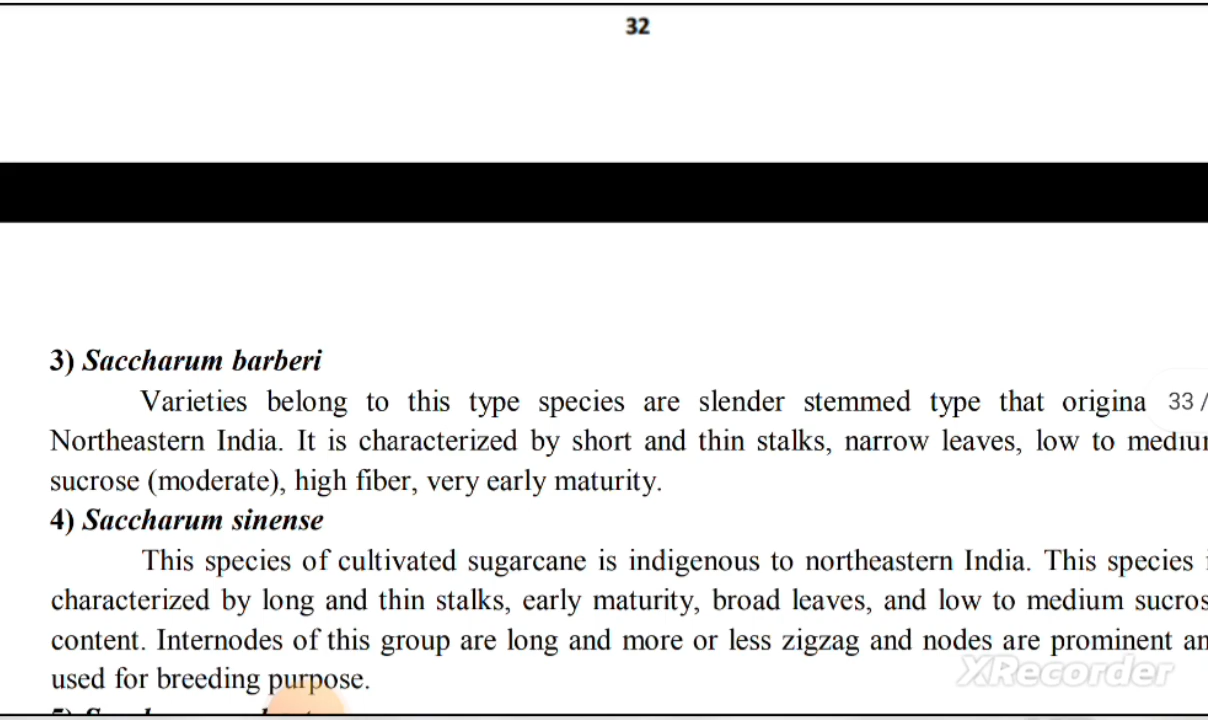 32
3) Saccharum barberi
Varieties belong to this type species are slender stemmed type that origina 33 /
Northeastern India. It is characterized by short and thin stalks, narrow leaves, low to mediu
sucrose (moderate), high fiber, very early maturity.
4) Saccharum sinense
This species of cultivated sugarcane is indigenous to northeastern India. This species i
characterized by long and thin stalks, early maturity, broad leaves, and low to medium sucros
content. Internodes of this group are long and more or less zigzag and nodes are prominent an
XRecorder
used for breeding purpose.